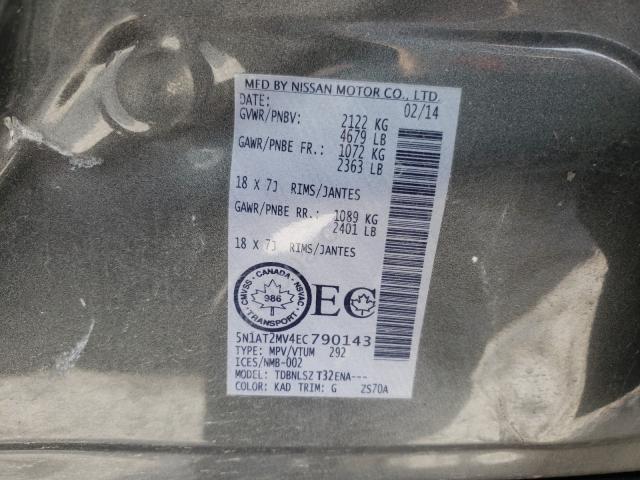 MFD BY NISSAN MOTOR CO., LTD.
DATE: 02/14
GVWR/PNBV: 2122 KG
4679 LB
GAWR/PNBE FR.: 1072 KG
2363 LB
18 X 7J RIMS/JANTES
GAWR/PNBE RR.: 1089 KG
2401 LB
18 X 7J RIMS/JANTES
CMVSS - CANADA - NSVAC
986
TRANSPORT
EC
5N1AT2MV4EC790143
TYPE: MPV/VTUM 292
ICES/NMB-002
MODEL: TDBNLSZ T32ENA---
COLOR: KAD TRIM: G ZS70A